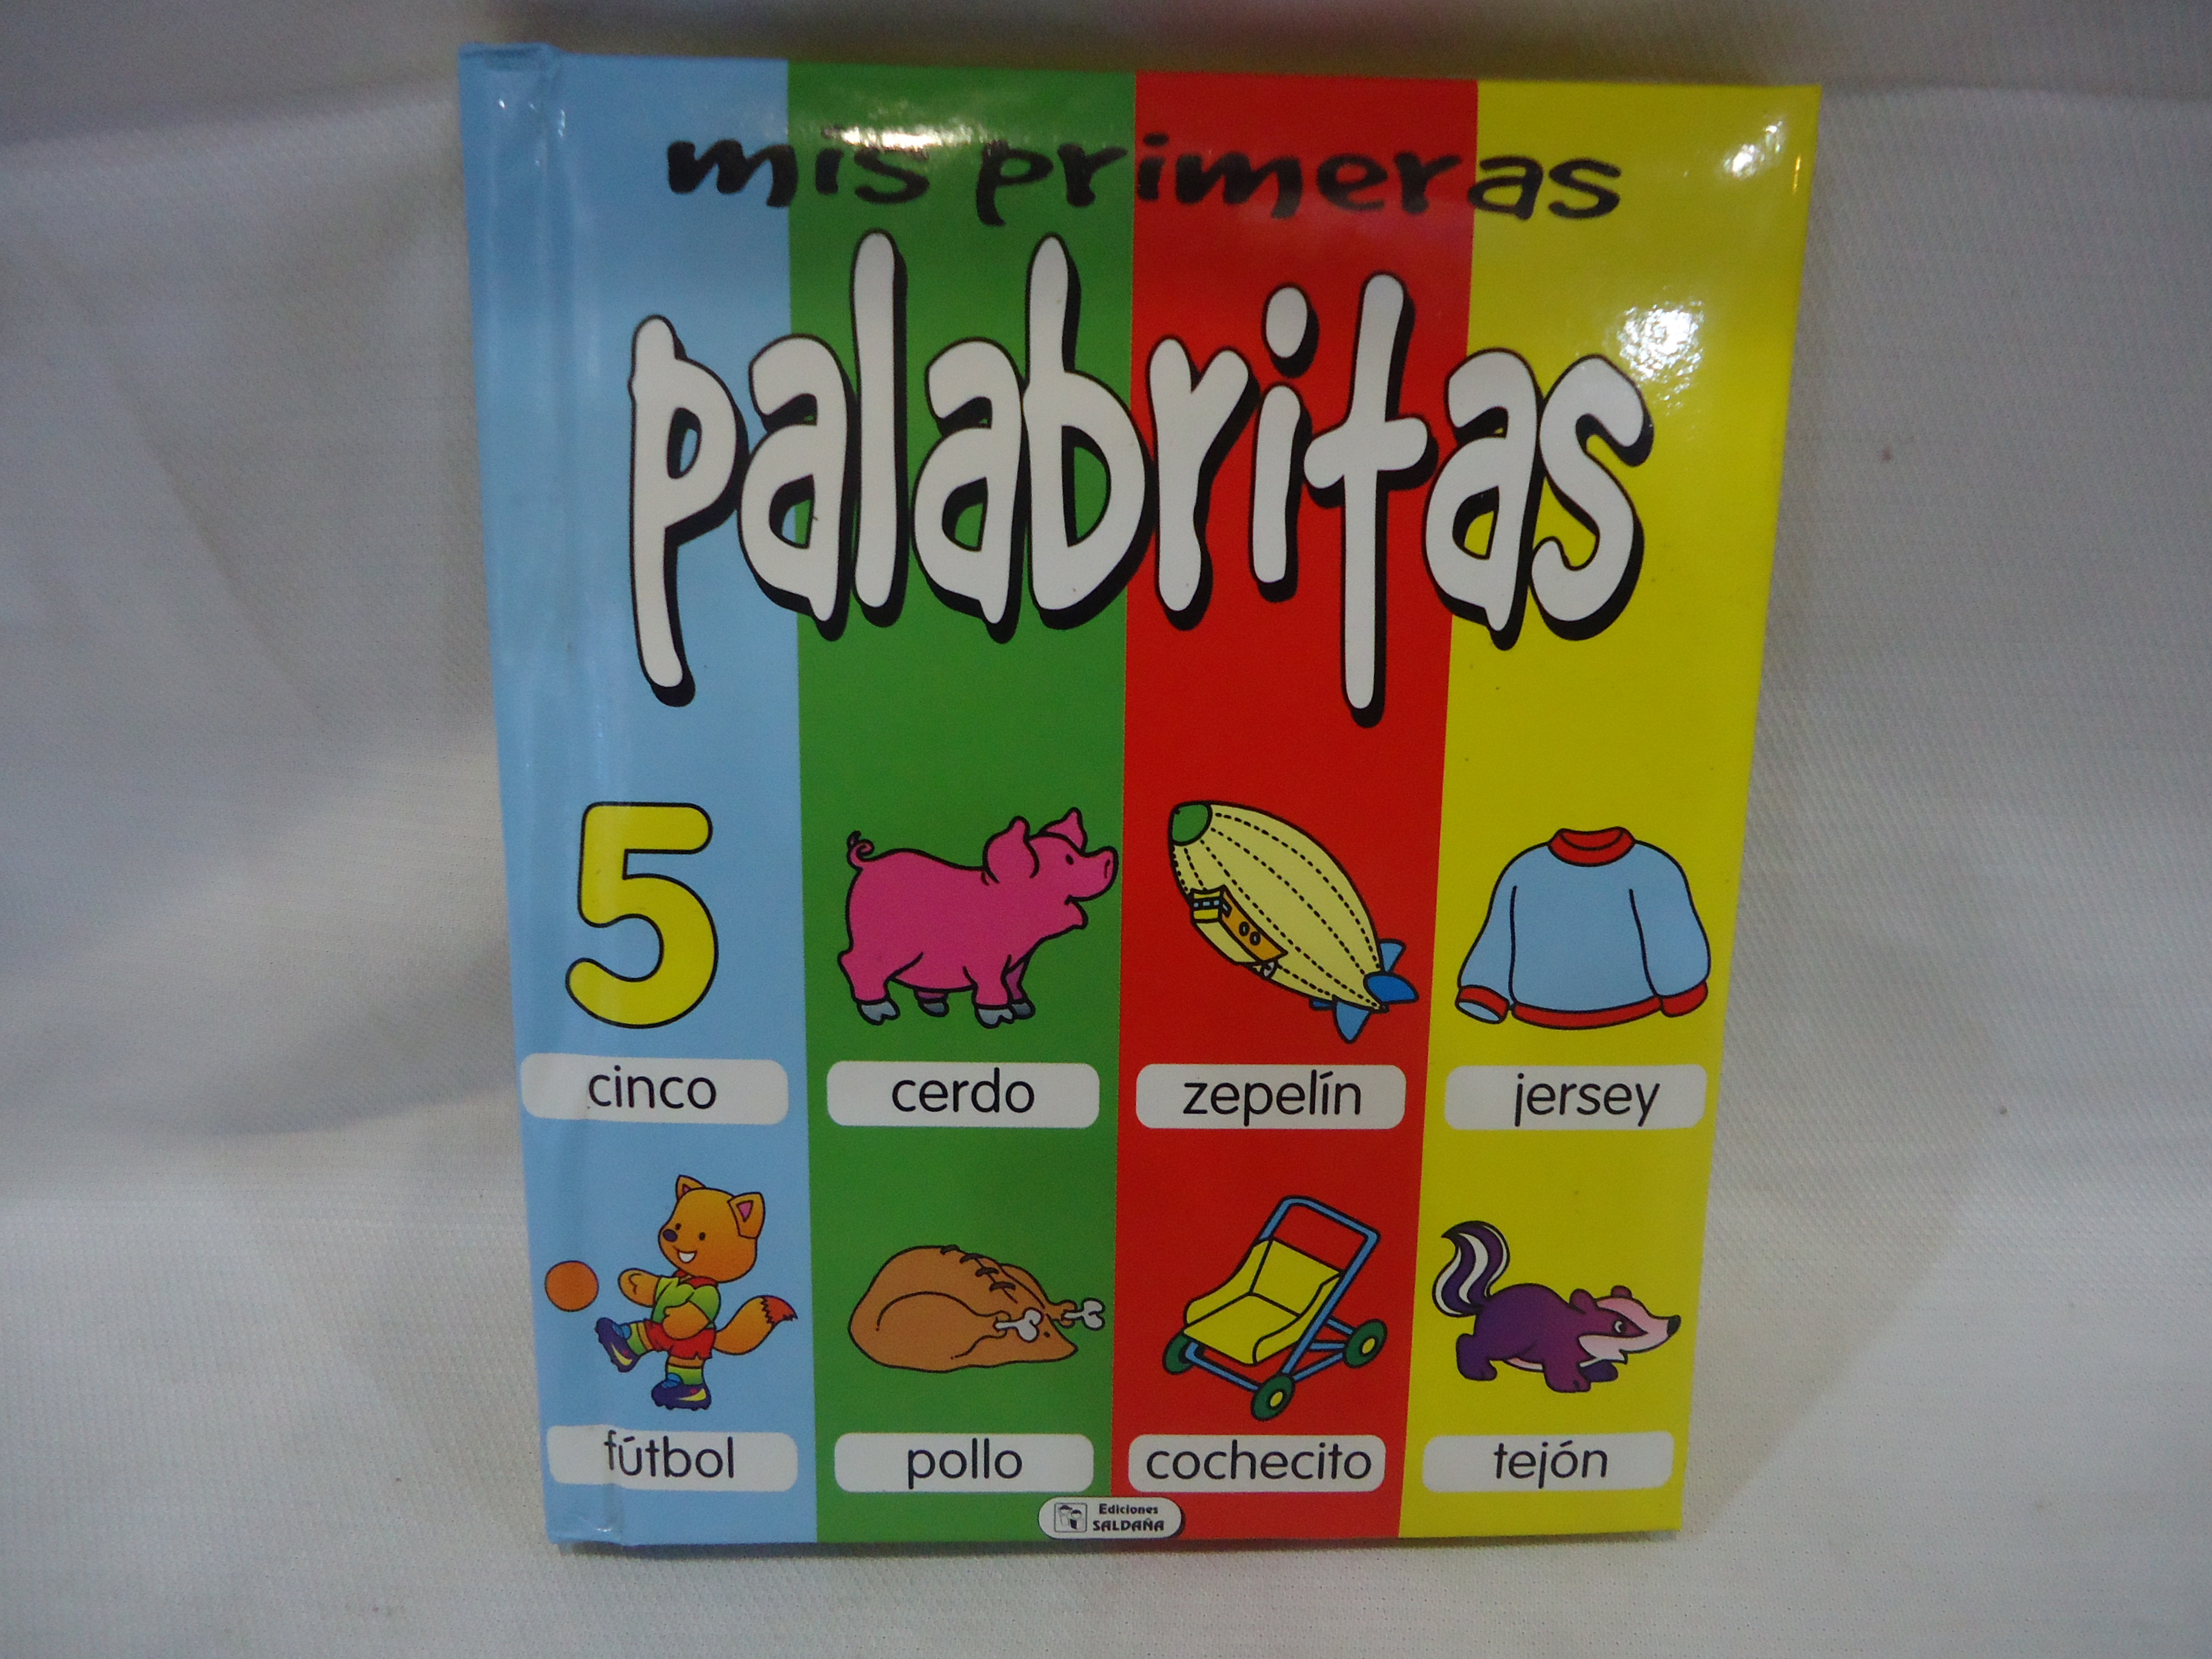 mis primeras
palabritas
5
cinco
cerdo
zepelín
jersey
fútbol
pollo
cochecito
tejón
Ediciones
SALDAÑA